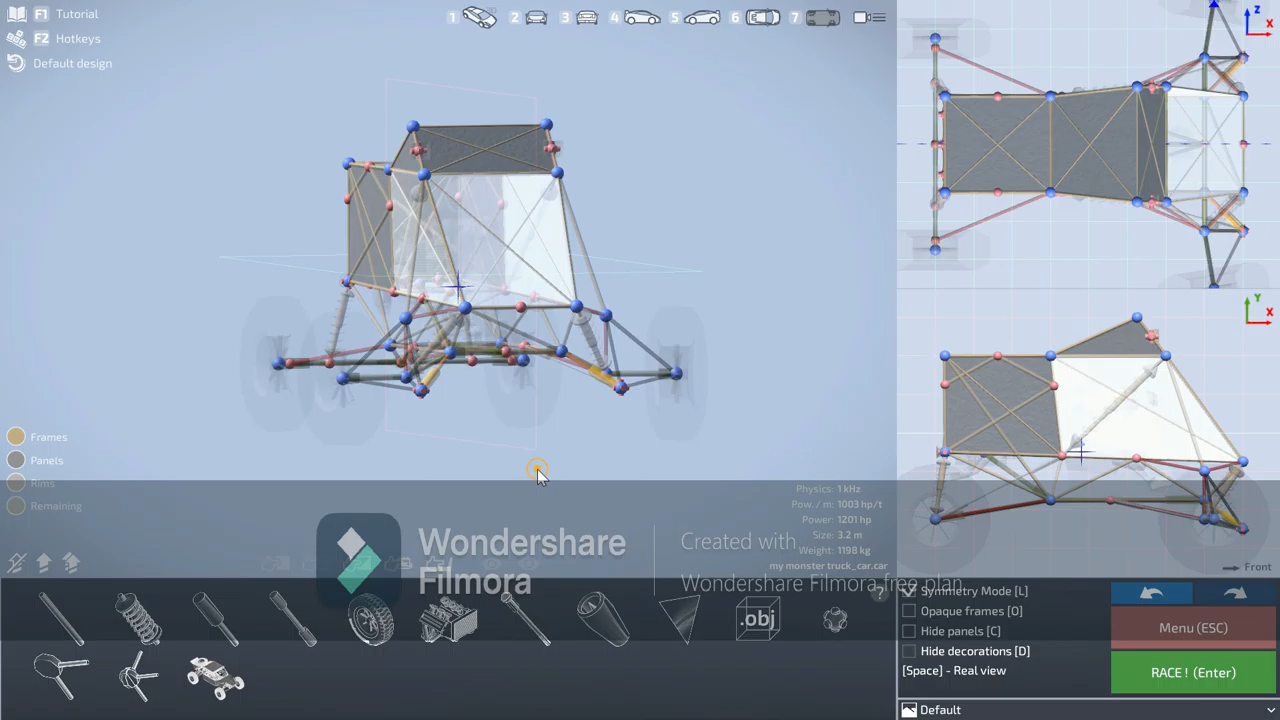 F1 Tutorial
F2 Hotkeys
Default design
1 2 3 4 5 6 7
Z
X
Y
X
Front
Frames
Panels
Rims
Remaining
Physics: 1 kHz
Pow. / m: 1003 hp/t
Power: 1201 hp
Size: 3.2 m
Weight: 1198 kg
my monster truck_car.car
Wondershare
Filmora
Created with
Wondershare Filmora free plan
?
.obj
Symmetry Mode [L]
Opaque frames [O]
Hide panels [C]
Hide decorations [D]
[Space] - Real view
Menu (ESC)
RACE! (Enter)
Default